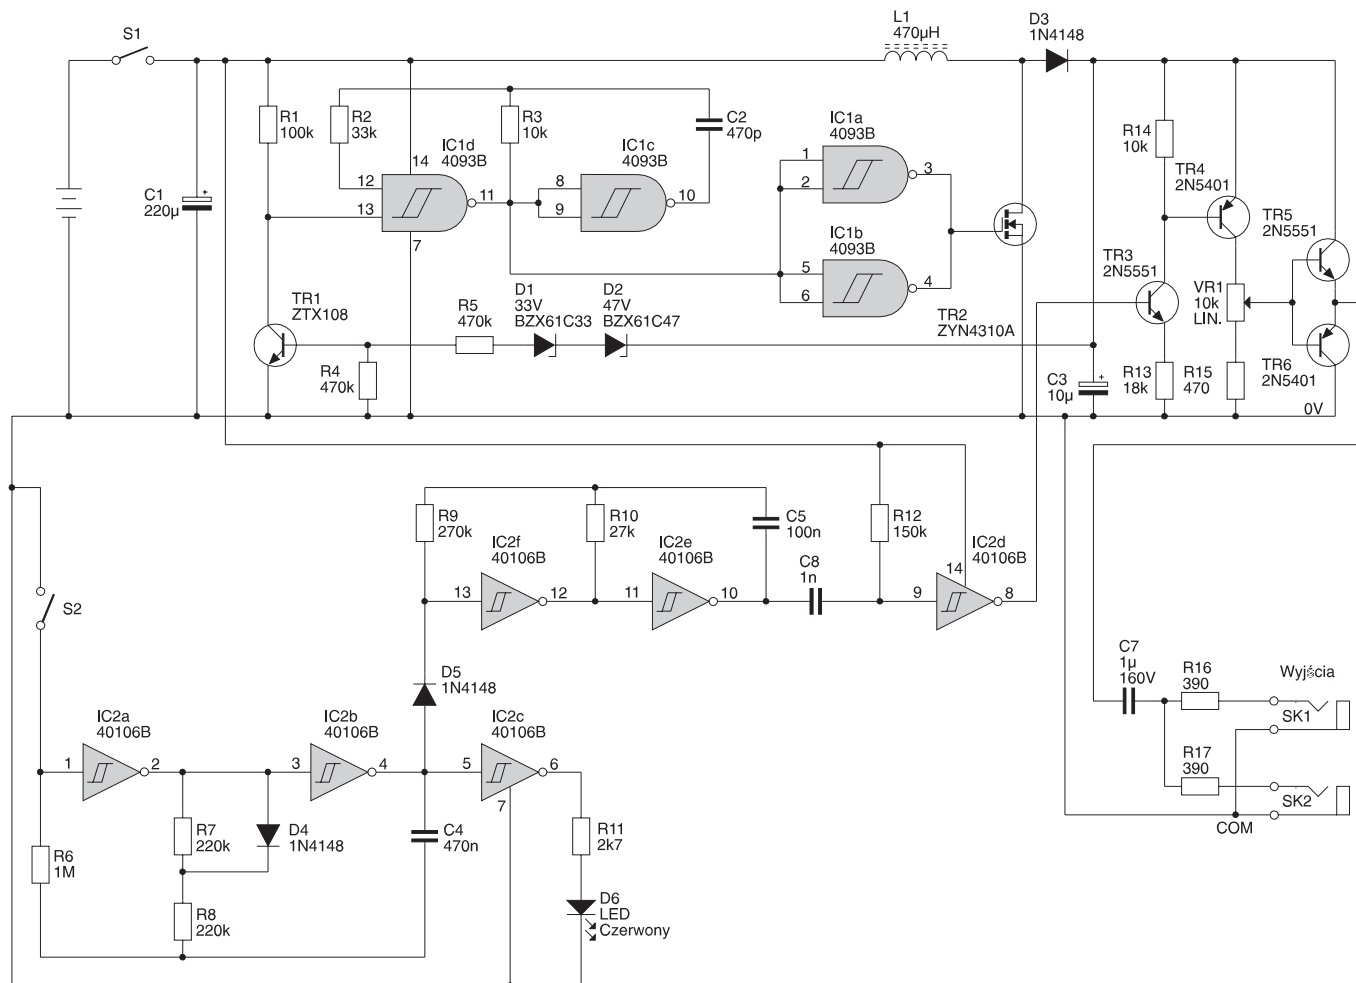 S1
L1
470µH
D3
1N4148
R1
100k
R2
33k
R3
10k
C2
470p
IC1d
4093B
14
12
13
11
7
IC1c
4093B
8
9
10
IC1a
4093B
1
2
3
IC1b
4093B
5
6
4
C1
220µ
+
R14
10k
TR4
2N5401
TR5
2N5551
TR3
2N5551
VR1
10k
LIN.
TR1
ZTX108
R5
470k
D1
33V
BZX61C33
D2
47V
BZX61C47
TR2
ZYN4310A
R4
470k
C3
10µ
+
R13
18k
R15
470
TR6
2N5401
0V
R9
270k
R10
27k
C5
100n
R12
150k
IC2f
40106B
13
12
IC2e
40106B
11
10
C8
1n
IC2d
40106B
14
9
8
S2
D5
1N4148
C7
1µ
160V
R16
390
Wyjścia
SK1
R17
390
SK2
COM
IC2a
40106B
1
2
IC2b
40106B
3
4
IC2c
40106B
5
6
7
R7
220k
D4
1N4148
C4
470n
R11
2k7
R6
1M
R8
220k
D6
LED
Czerwony